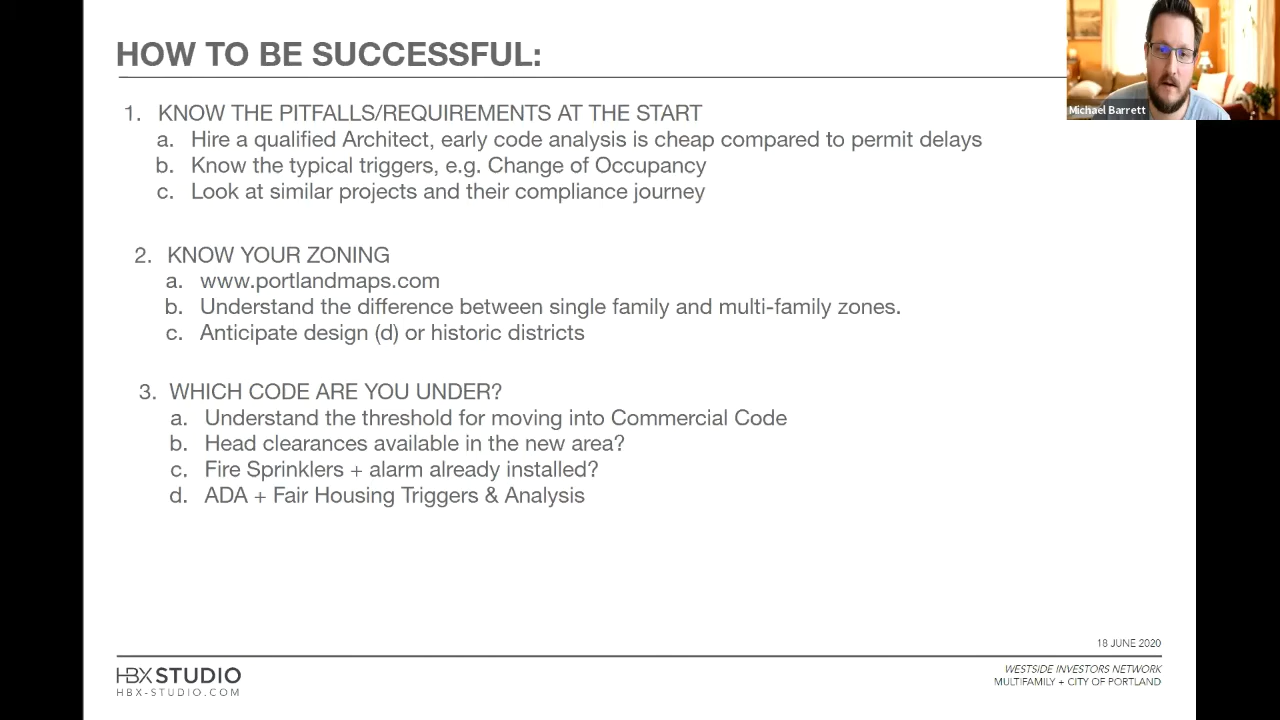 HOW TO BE SUCCESSFUL:
Michael Barrett
1. KNOW THE PITFALLS/REQUIREMENTS AT THE START
a. Hire a qualified Architect, early code analysis is cheap compared to permit delays
b. Know the typical triggers, e.g. Change of Occupancy
c. Look at similar projects and their compliance journey
2. KNOW YOUR ZONING
a. www.portlandmaps.com
b. Understand the difference between single family and multi-family zones.
c. Anticipate design (d) or historic districts
3. WHICH CODE ARE YOU UNDER?
a. Understand the threshold for moving into Commercial Code
b. Head clearances available in the new area?
c. Fire Sprinklers + alarm already installed?
d. ADA + Fair Housing Triggers & Analysis
18 JUNE 2020
HBX STUDIO
HBX-STUDIO.COM
WESTSIDE INVESTORS NETWORK
MULTIFAMILY + CITY OF PORTLAND